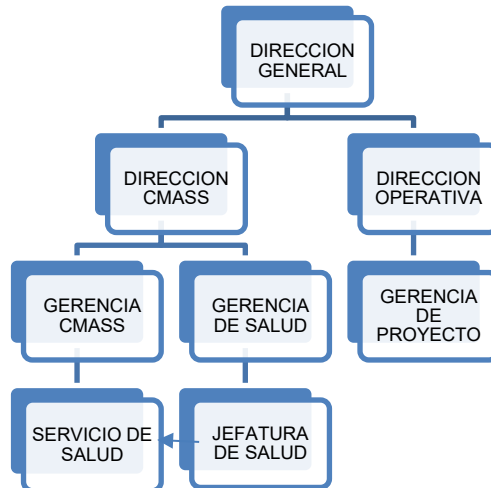 DIRECCION
GENERAL
DIRECCION
CMASS
DIRECCION
OPERATIVA
GERENCIA
CMASS
GERENCIA
DE SALUD
GERENCIA
DE
PROYECTO
SERVICIO DE
SALUD
JEFATURA
DE SALUD